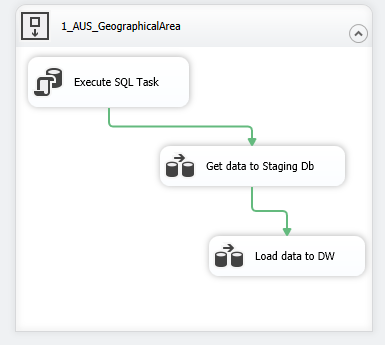 1_AUS_GeographicalArea
Execute SQL Task
Get data to Staging Db
Load data to DW